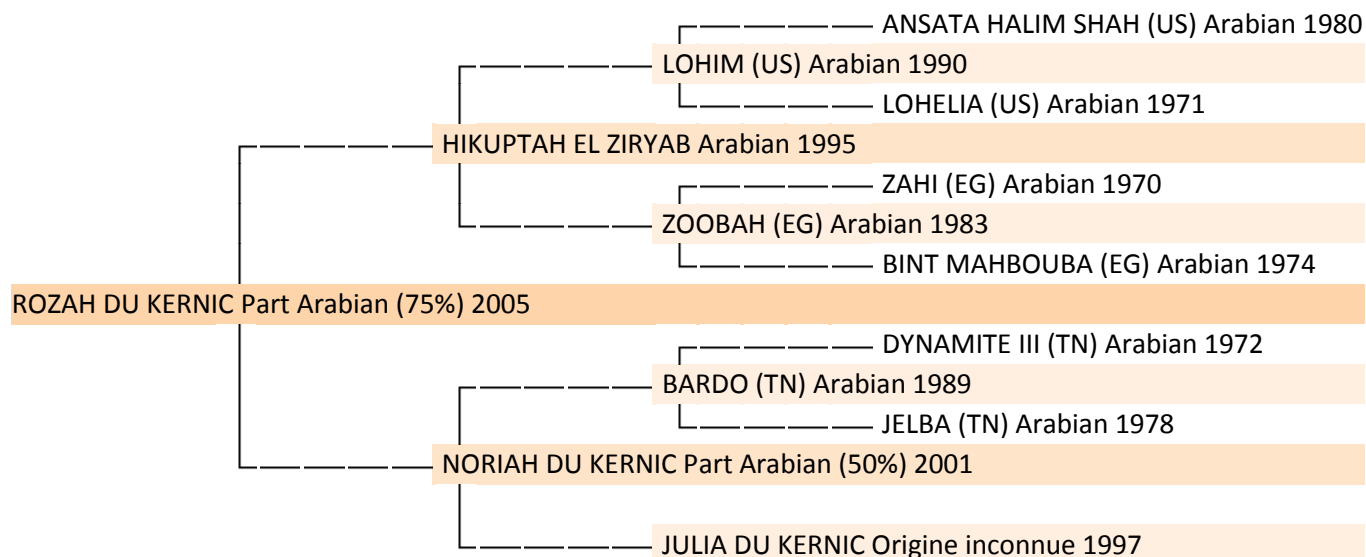 ANSATA HALIM SHAH (US) Arabian 1980
LOHIM (US) Arabian 1990
LOHELIA (US) Arabian 1971
HIKUPTAH EL ZIRYAB Arabian 1995
ZAHI (EG) Arabian 1970
ZOOBAH (EG) Arabian 1983
BINT MAHBOUBA (EG) Arabian 1974
ROZAH DU KERNIC Part Arabian (75%) 2005
DYNAMITE III (TN) Arabian 1972
BARDO (TN) Arabian 1989
JELBA (TN) Arabian 1978
NORIAH DU KERNIC Part Arabian (50%) 2001
JULIA DU KERNIC Origine inconnue 1997